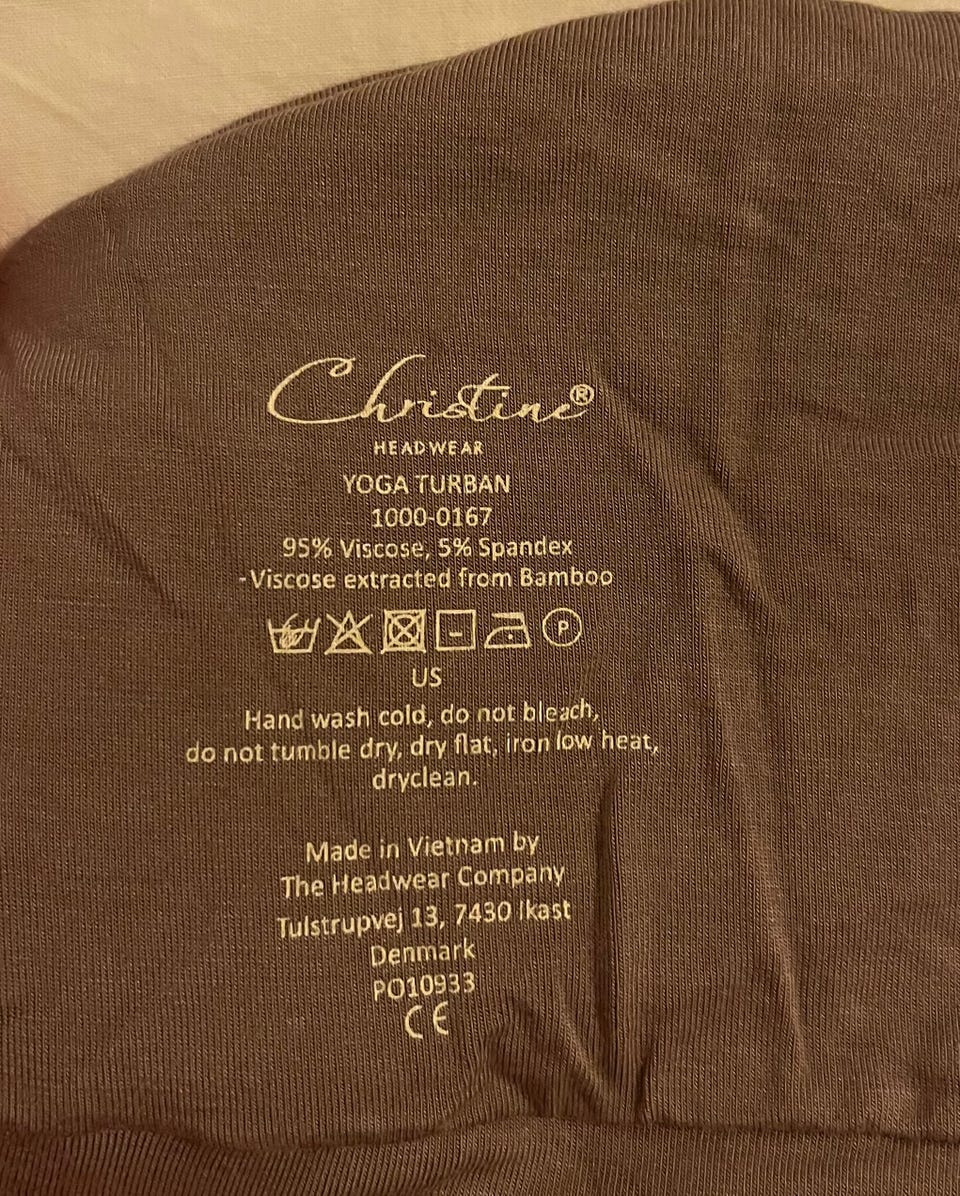 Christine®
HEADWEAR
YOGA TURBAN
1000-0167
95% Viscose, 5% Spandex
-Viscose extracted from Bamboo
P
US
Hand wash cold, do not bleach,
do not tumble dry, dry flat, iron low heat,
dryclean.
Made in Vietnam by
The Headwear Company
Tulstrupvej 13, 7430 Ikast
Denmark
PO10933
CE